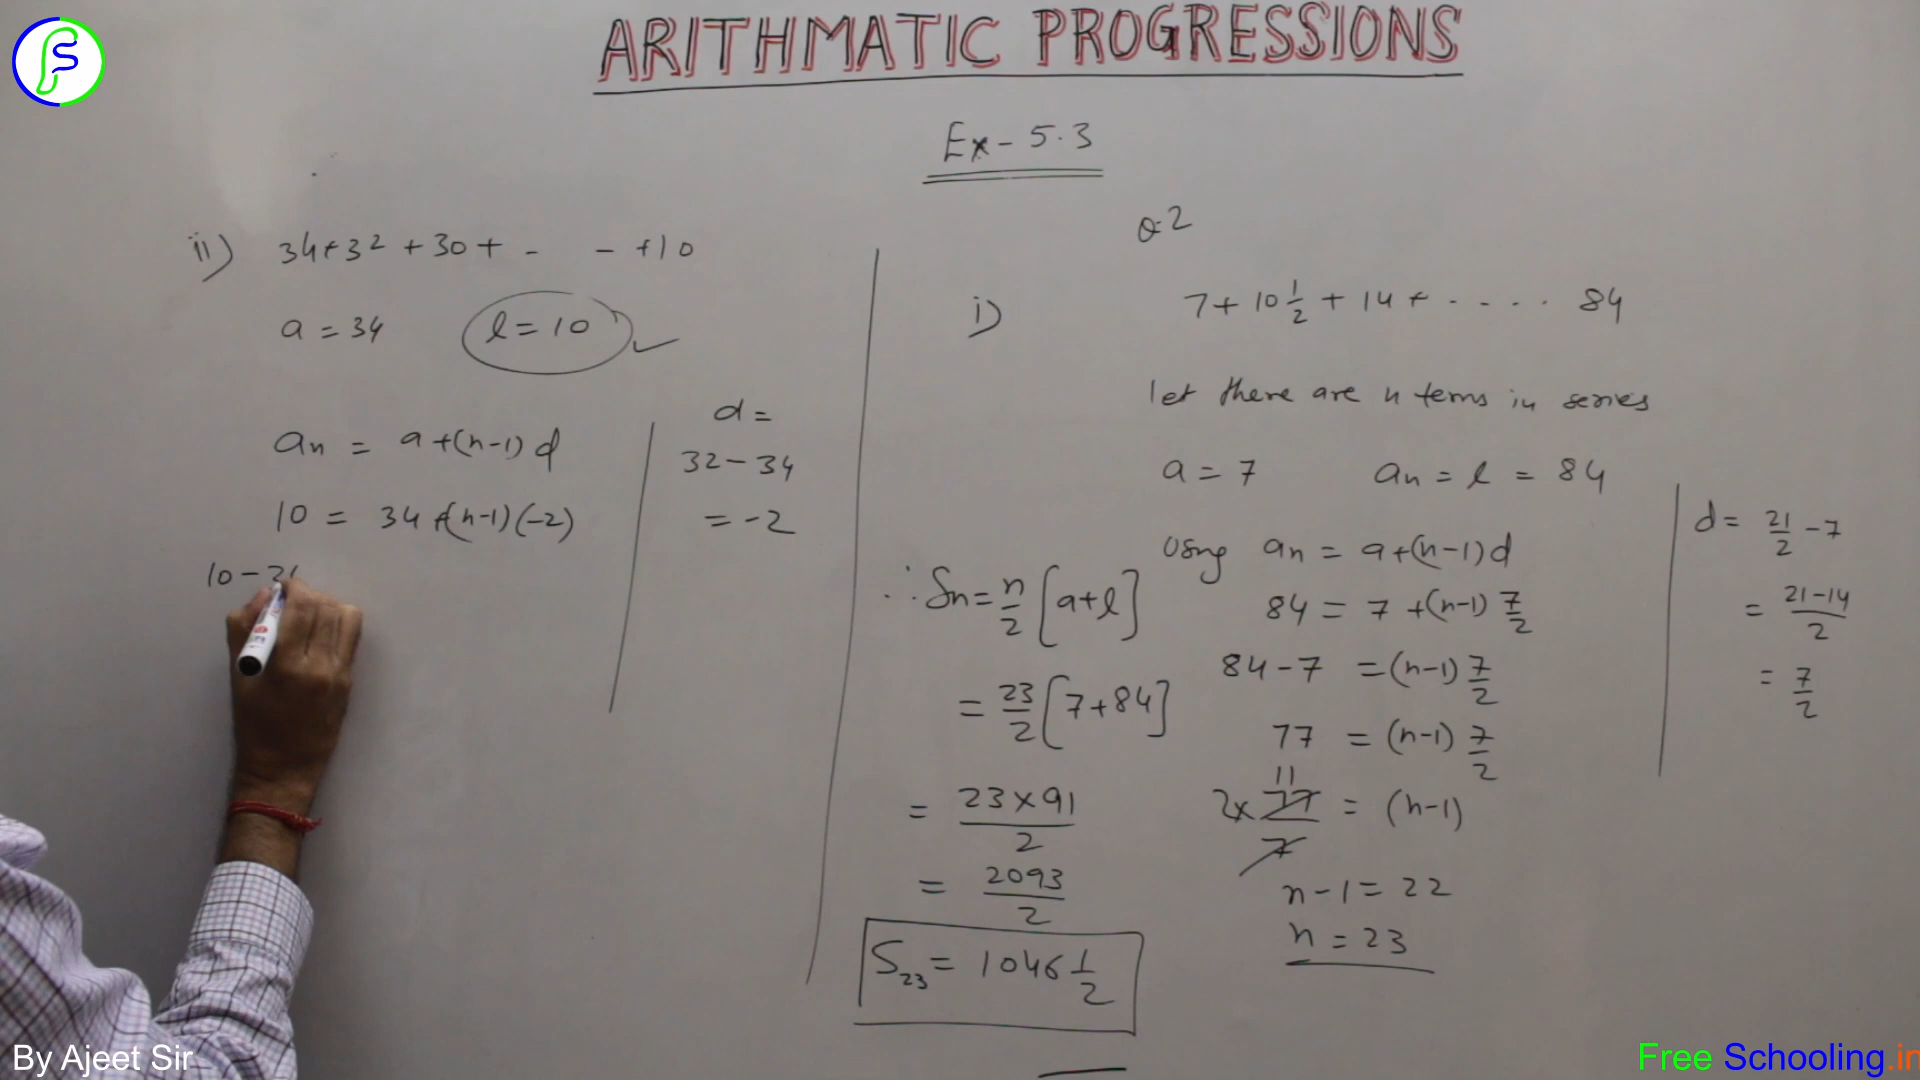 ARITHMATIC PROGRESSIONS
Ex - 5.3
ii) 34+32+30+ - - +10
a = 34 l = 10
an = a+(n-1)d
10 = 34+(n-1)(-2)
10-3
d =
32-34
= -2
Q-2
i) 7+10 1/2 + 14 + ---- 84
let there are n terms in series
a = 7 an = l = 84
Using an = a+(n-1)d
84 = 7+(n-1) 7/2
84-7 = (n-1) 7/2
77 = (n-1) 7/2
11
2x 77/7 = (n-1)
n-1 = 22
n = 23
d = 21/2 - 7
= 21-14/2
= 7/2
∴ Sn = n/2 [a+l]
= 23/2 [7+84]
= 23x91/2
= 2093/2
S23 = 1046 1/2
By Ajeet Sir
Free Schooling.in